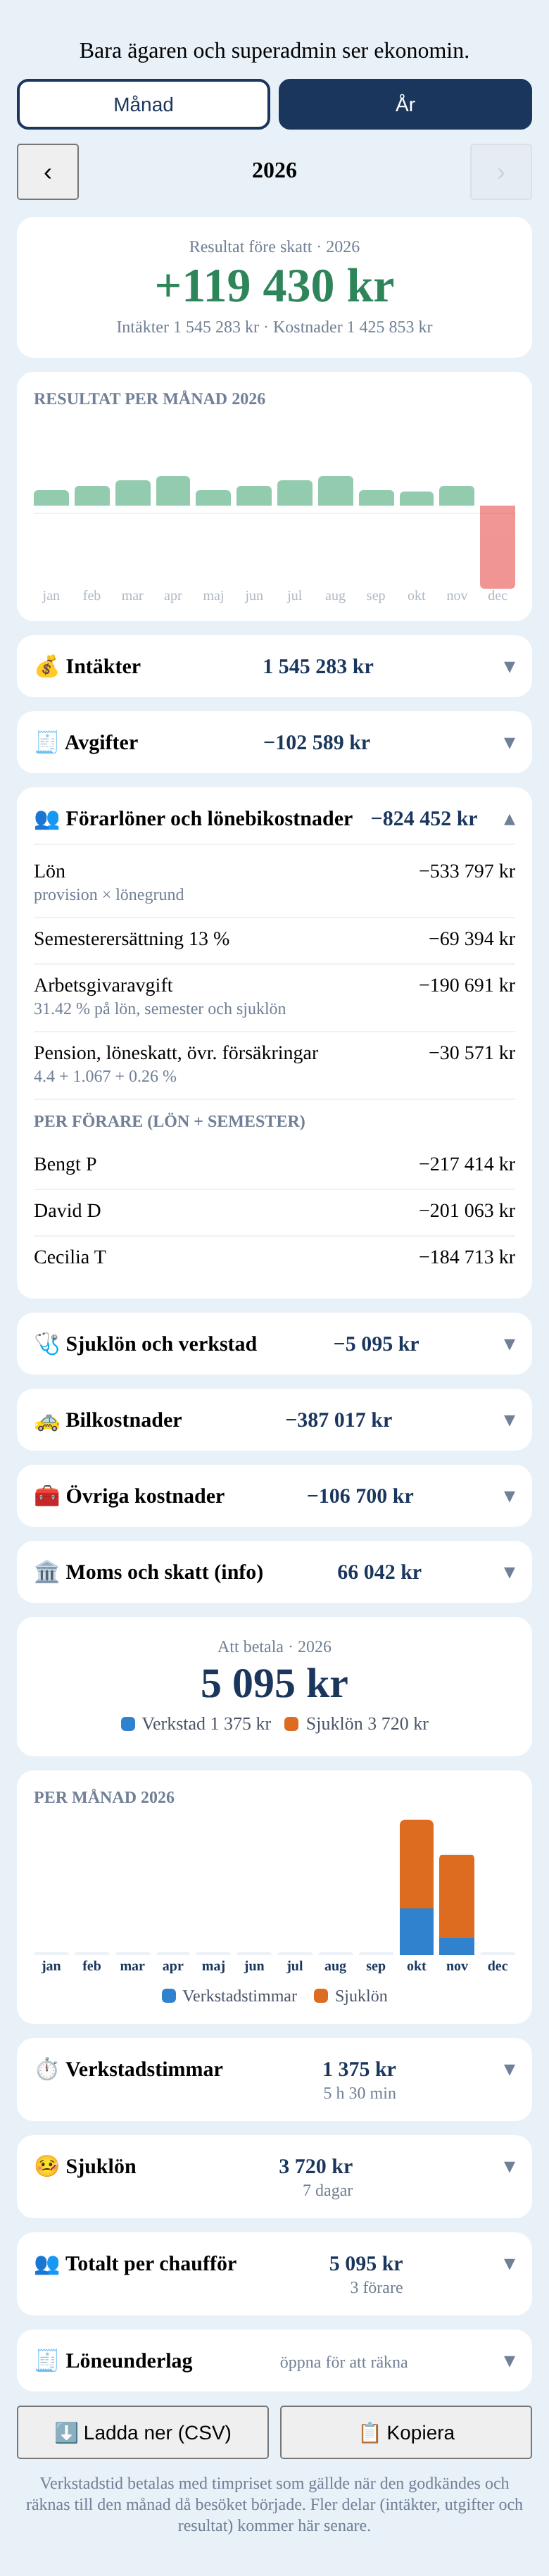 Bara ägaren och superadmin ser ekonomin.
Månad
År
‹
2026
›
Resultat före skatt · 2026
+119 430 kr
Intäkter 1 545 283 kr · Kostnader 1 425 853 kr
RESULTAT PER MÅNAD 2026
jan feb mar apr maj jun jul aug sep okt nov dec
💰 Intäkter 1 545 283 kr ▼
🧾 Avgifter −102 589 kr ▼
👥 Förarlöner och lönebikostnader −824 452 kr ▲
Lön −533 797 kr
provision × lönegrund
Semesterersättning 13 % −69 394 kr
Arbetsgivaravgift −190 691 kr
31.42 % på lön, semester och sjuklön
Pension, löneskatt, övr. försäkringar −30 571 kr
4.4 + 1.067 + 0.26 %
PER FÖRARE (LÖN + SEMESTER)
Bengt P −217 414 kr
David D −201 063 kr
Cecilia T −184 713 kr
🩺 Sjuklön och verkstad −5 095 kr ▼
🚕 Bilkostnader −387 017 kr ▼
🧰 Övriga kostnader −106 700 kr ▼
🏛️ Moms och skatt (info) 66 042 kr ▼
Att betala · 2026
5 095 kr
Verkstad 1 375 kr Sjuklön 3 720 kr
PER MÅNAD 2026
jan feb mar apr maj jun jul aug sep okt nov dec
Verkstadstimmar Sjuklön
⏱️ Verkstadstimmar 1 375 kr ▼
5 h 30 min
🤒 Sjuklön 3 720 kr ▼
7 dagar
👥 Totalt per chaufför 5 095 kr ▼
3 förare
🧾 Löneunderlag öppna för att räkna ▼
⬇️ Ladda ner (CSV)
📋 Kopiera
Verkstadstid betalas med timpriset som gällde när den godkändes och
räknas till den månad då besöket började. Fler delar (intäkter, utgifter och
resultat) kommer här senare.